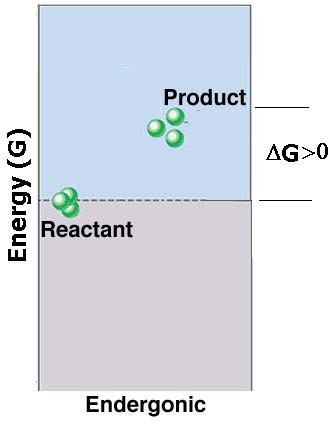 Product
ΔG>0
Energy (G)
Reactant
Endergonic